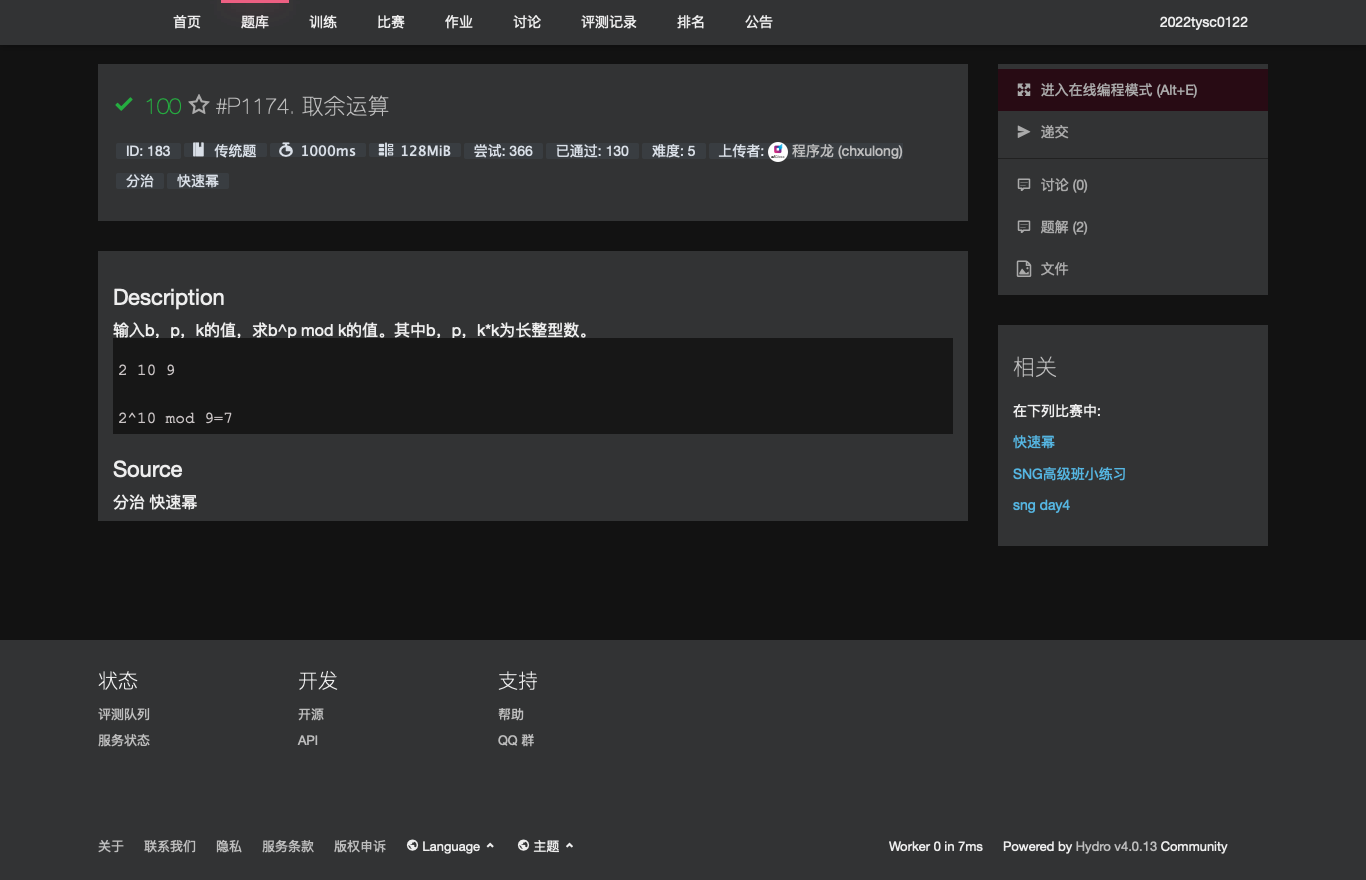 首页 题库 训练 比赛 作业 讨论 评测记录 排名 公告 2022tysc0122
100 #P1174. 取余运算
ID: 183 传统题 1000ms 128MiB 尝试: 366 已通过: 130 难度: 5 上传者: 程序龙 (chxulong)
分治 快速幂
Description
输入b，p，k的值，求b^p mod k的值。其中b，p，k*k为长整型数。
2 10 9
2^10 mod 9=7
Source
分治 快速幂
进入在线编程模式 (Alt+E)
递交
讨论 (0)
题解 (2)
文件
相关
在下列比赛中:
快速幂
SNG高级班小练习
sng day4
状态 开发 支持
评测队列 开源 帮助
服务状态 API QQ 群
关于 联系我们 隐私 服务条款 版权申诉 Language 主题 Worker 0 in 7ms Powered by Hydro v4.0.13 Community